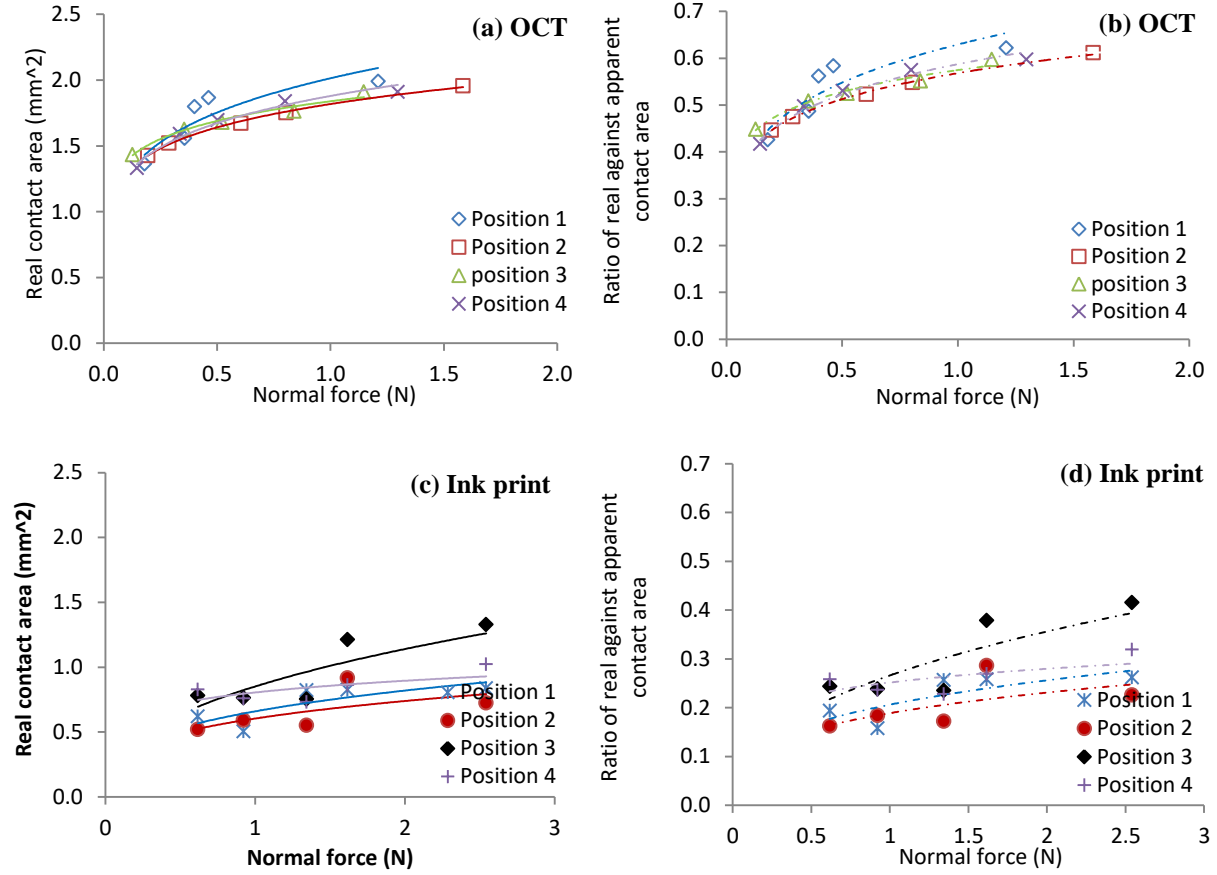 (a) OCT
Real contact area (mm^2)
2.5
2.0
1.5
1.0
0.5
0.0
0.0 0.5 1.0 1.5 2.0
Normal force (N)
Position 1
Position 2
position 3
Position 4
(b) OCT
Ratio of real against apparent
contact area
0.7
0.6
0.5
0.4
0.3
0.2
0.1
0.0
0.0 0.5 1.0 1.5 2.0
Normal force (N)
Position 1
Position 2
position 3
Position 4
(c) Ink print
Real contact area (mm^2)
2.5
2.0
1.5
1.0
0.5
0.0
0 1 2 3
Normal force (N)
Position 1
Position 2
Position 3
Position 4
(d) Ink print
Ratio of real against apparent
contact area
0.7
0.6
0.5
0.4
0.3
0.2
0.1
0.0
0 0.5 1 1.5 2 2.5 3
Normal force (N)
Position 1
Position 2
Position 3
Position 4